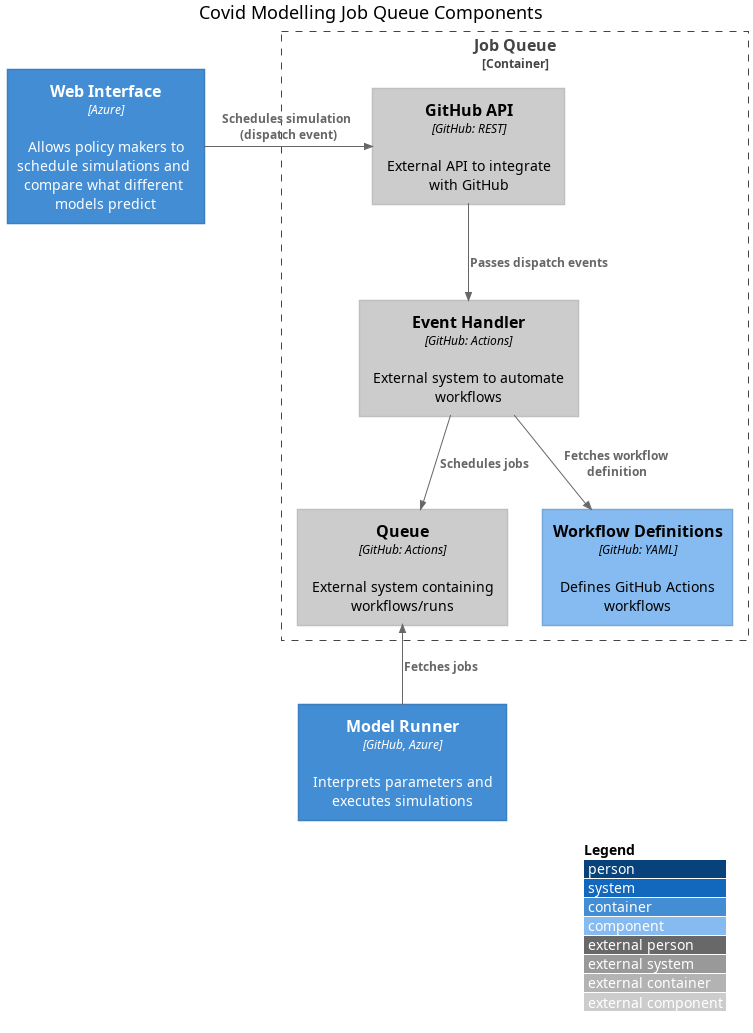 Covid Modelling Job Queue Components
Job Queue
[Container]
Web Interface
[Azure]
Allows policy makers to
schedule simulations and
compare what different
models predict
Schedules simulation
(dispatch event)
GitHub API
[GitHub: REST]
External API to integrate
with GitHub
Passes dispatch events
Event Handler
[GitHub: Actions]
External system to automate
workflows
Schedules jobs
Fetches workflow
definition
Queue
[GitHub: Actions]
External system containing
workflows/runs
Workflow Definitions
[GitHub: YAML]
Defines GitHub Actions
workflows
Fetches jobs
Model Runner
[GitHub, Azure]
Interprets parameters and
executes simulations
Legend
person
system
container
component
external person
external system
external container
external component